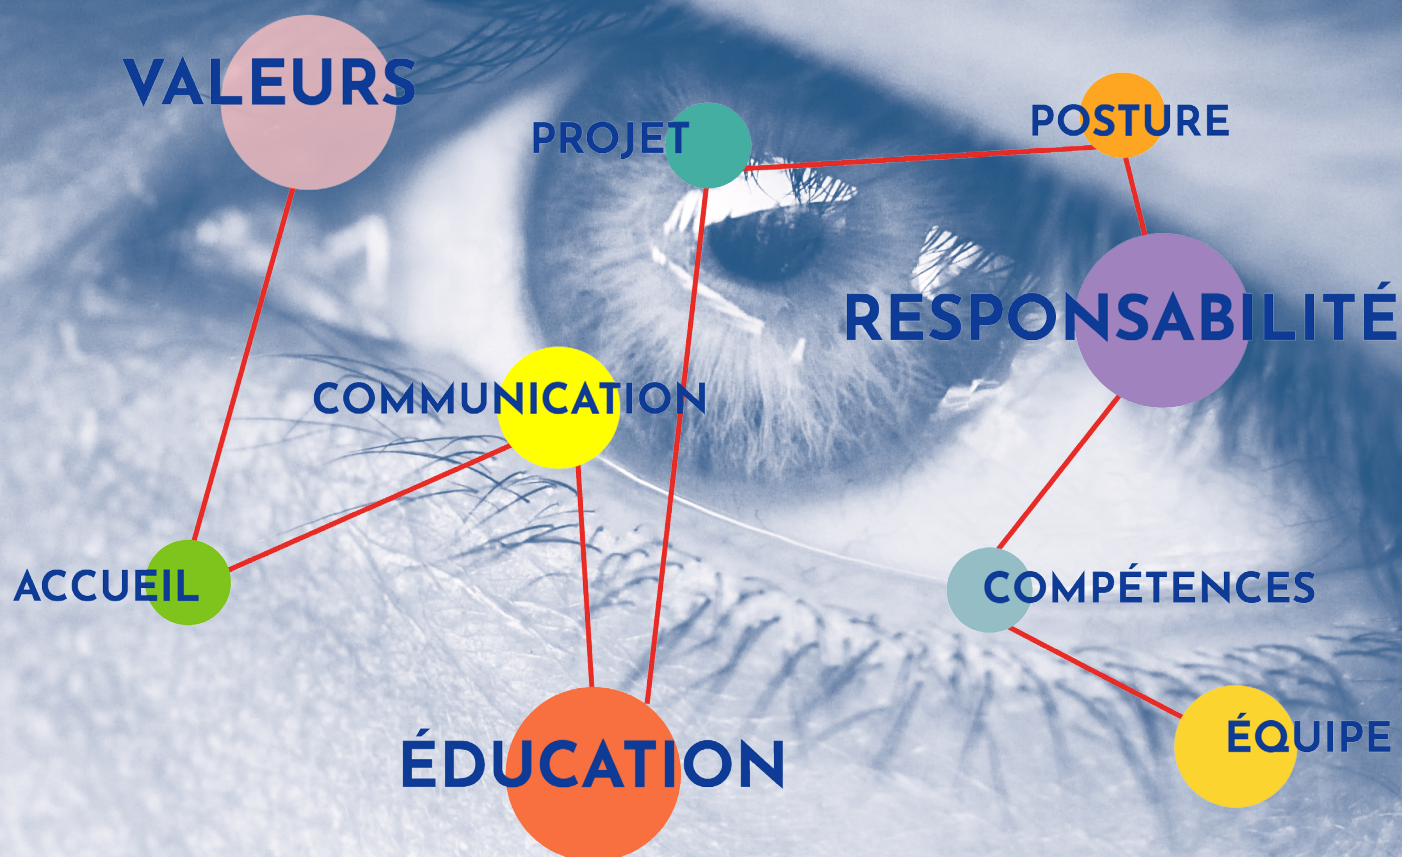 VALEURS
PROJET
POSTURE
RESPONSABILITÉ
COMMUNICATION
ACCUEIL
COMPÉTENCES
ÉDUCATION
ÉQUIPE